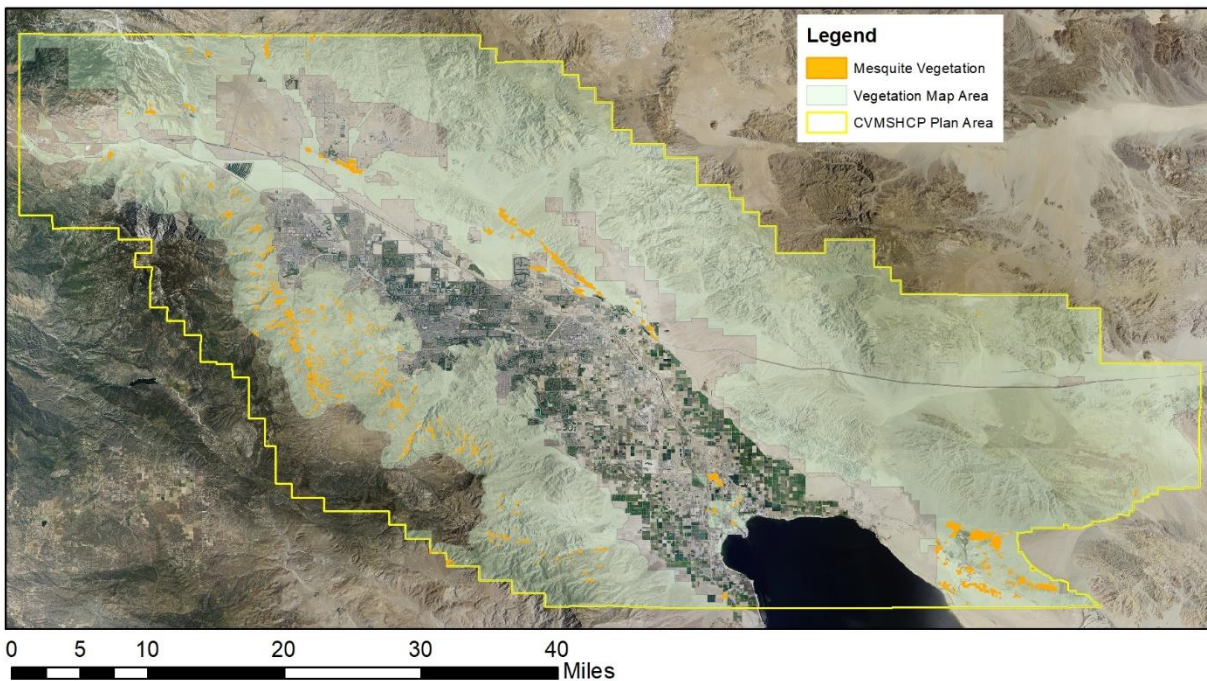 Legend
Mesquite Vegetation
Vegetation Map Area
CVMSHCP Plan Area
0 5 10 20 30 40
Miles